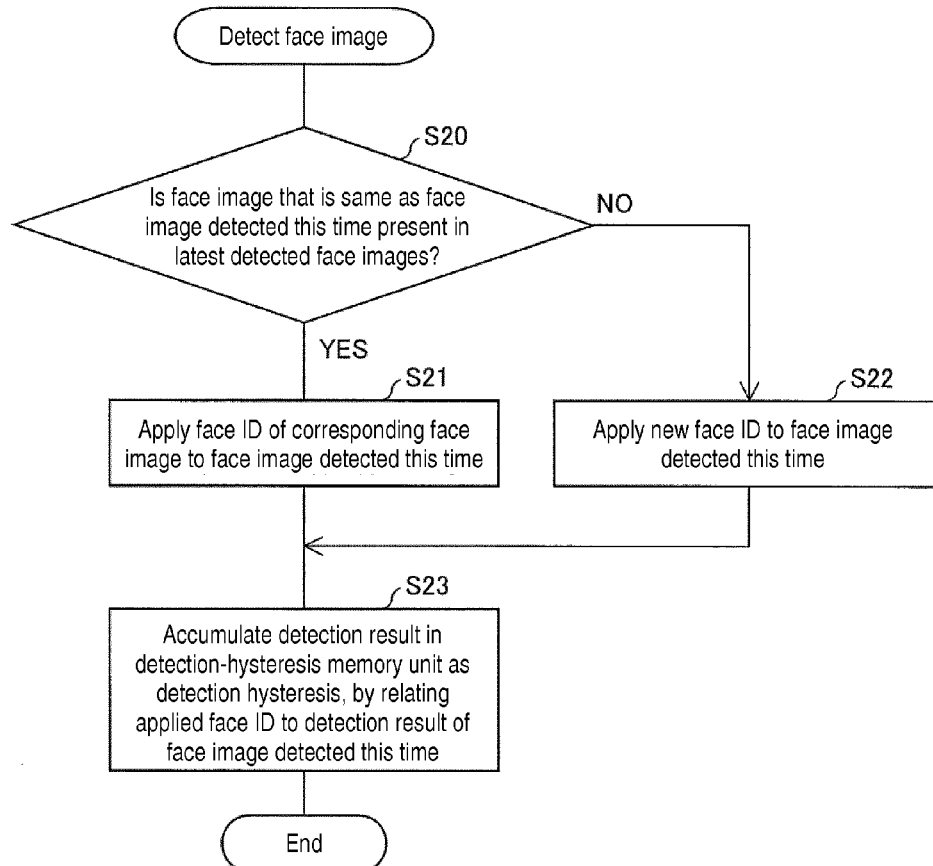 Detect face image
S20
Is face image that is same as face
image detected this time present in
latest detected face images?
NO
YES
S21
Apply face ID of corresponding face
image to face image detected this time
S22
Apply new face ID to face image
detected this time
S23
Accumulate detection result in
detection-hysteresis memory unit as
detection hysteresis, by relating
applied face ID to detection result of
face image detected this time
End